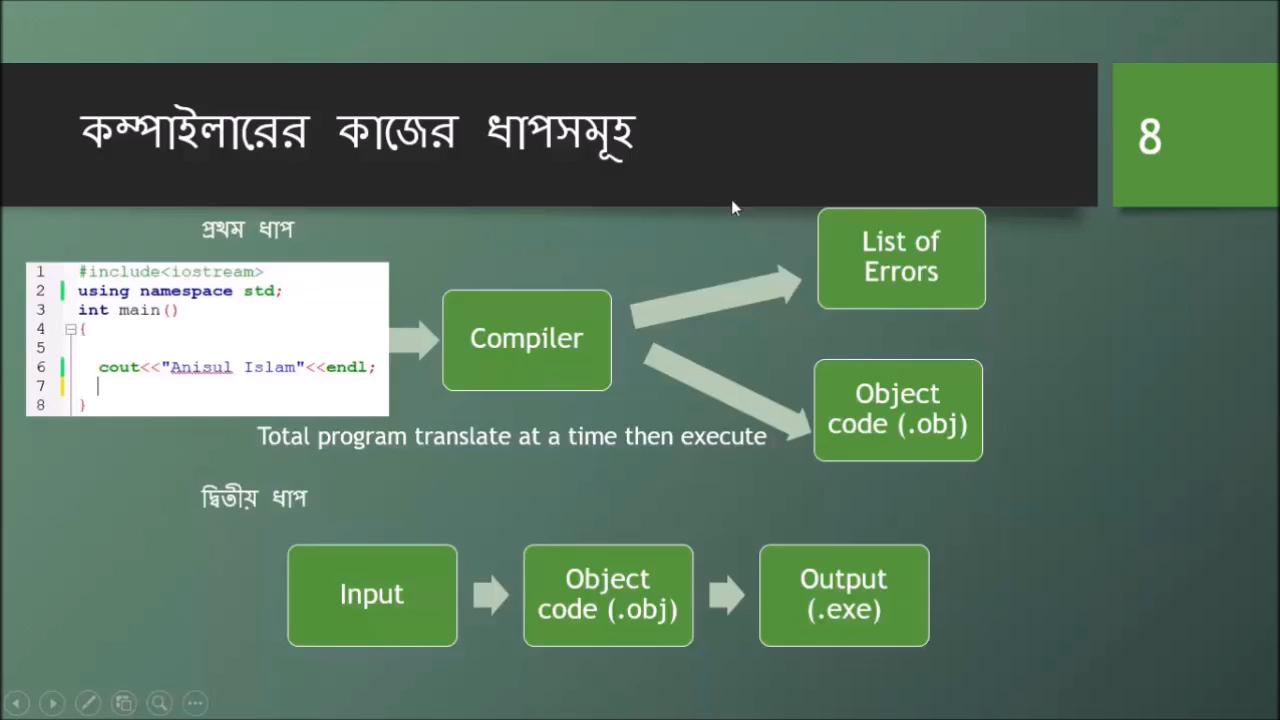 কম্পাইলারের কাজের ধাপসমূহ
8
প্রথম ধাপ
1 #include<iostream>
2 using namespace std;
3 int main()
4 {
5
6 cout<<"Anisul Islam"<<endl;
7
8 }
Compiler
List of
Errors
Object
code (.obj)
Total program translate at a time then execute
দ্বিতীয় ধাপ
Input
Object
code (.obj)
Output
(.exe)